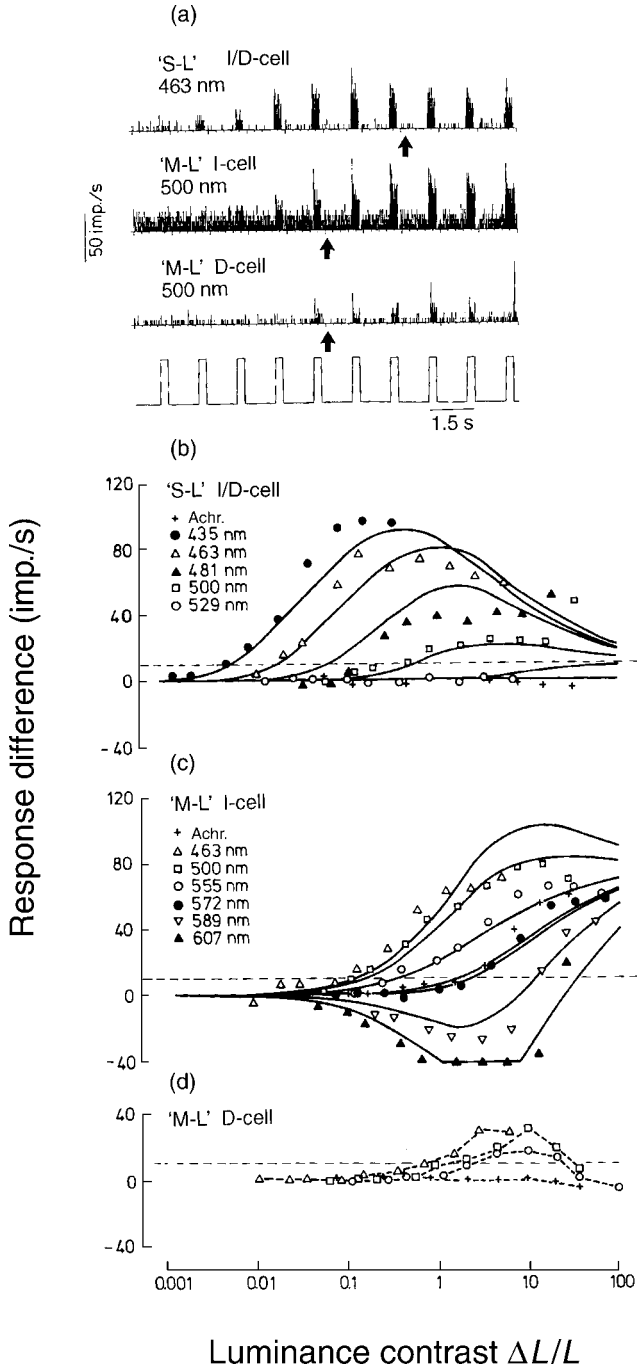 (a)
'S-L' I/D-cell
463 nm
'M-L' I-cell
500 nm
50 imp./s
'M-L' D-cell
500 nm
1.5 s
(b)
120
80
40
0
-40
'S-L' I/D-cell
+ Achr.
● 435 nm
△ 463 nm
▲ 481 nm
□ 500 nm
○ 529 nm
Response difference (imp./s)
(c)
120
80
40
0
-40
'M-L' I-cell
+ Achr.
△ 463 nm
□ 500 nm
○ 555 nm
● 572 nm
▽ 589 nm
▲ 607 nm
(d)
40
0
-40
'M-L' D-cell
0.001 0.01 0.1 1 10 100
Luminance contrast ΔL/L